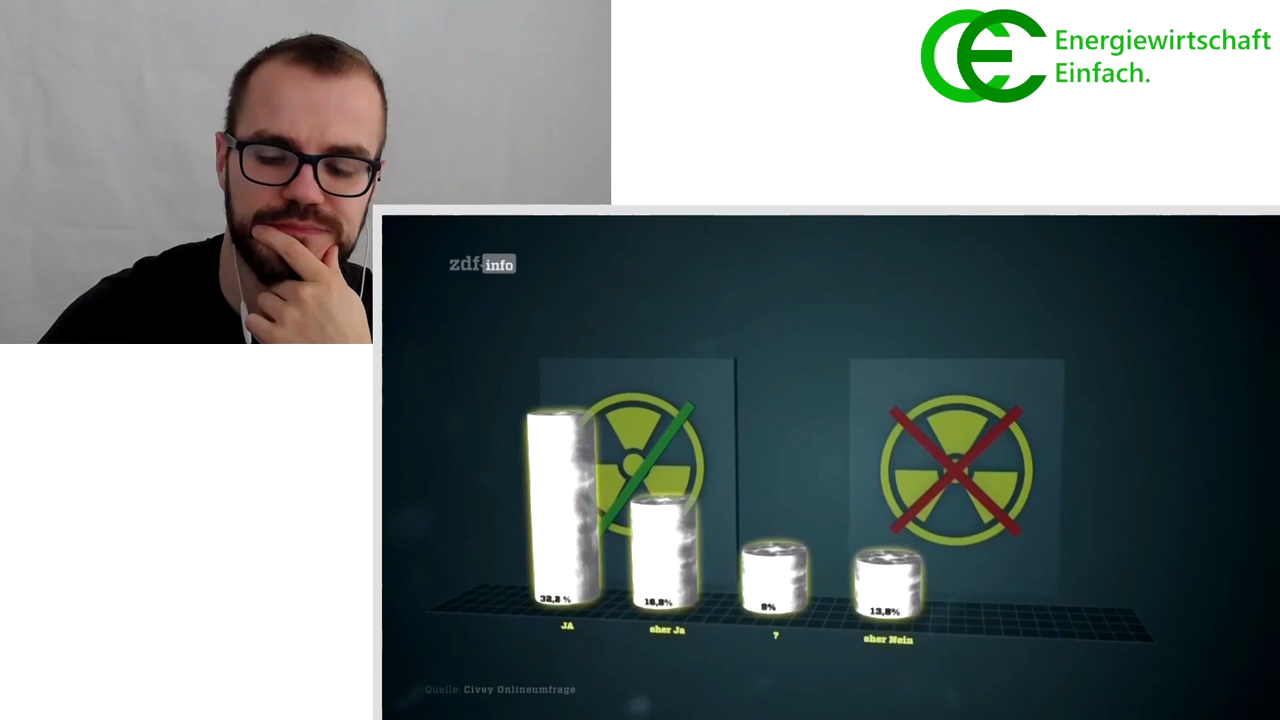 Energiewirtschaft
Einfach.
zdf info
32,2 %
16,8%
9%
13,8%
JA
eher Ja
?
eher Nein
Quelle: Civey Onlineumfrage